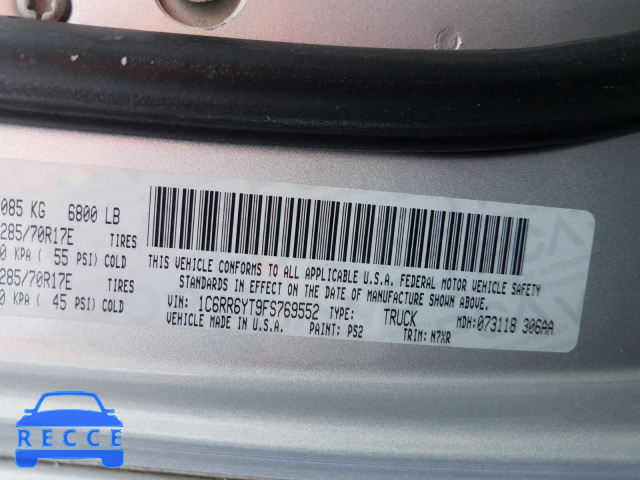 085 KG 6800 LB
285/70R17E TIRES
0 KPA ( 55 PSI) COLD
285/70R17E TIRES
0 KPA ( 45 PSI) COLD
THIS VEHICLE CONFORMS TO ALL APPLICABLE U.S.A. FEDERAL MOTOR VEHICLE SAFETY
STANDARDS IN EFFECT ON THE DATE OF MANUFACTURE SHOWN ABOVE.
VIN: 1C6RR6YT9FS769552 TYPE: TRUCK MDH: 073118 306AA
VEHICLE MADE IN U.S.A. PAINT: PS2 TRIM: N7XR
RECCE